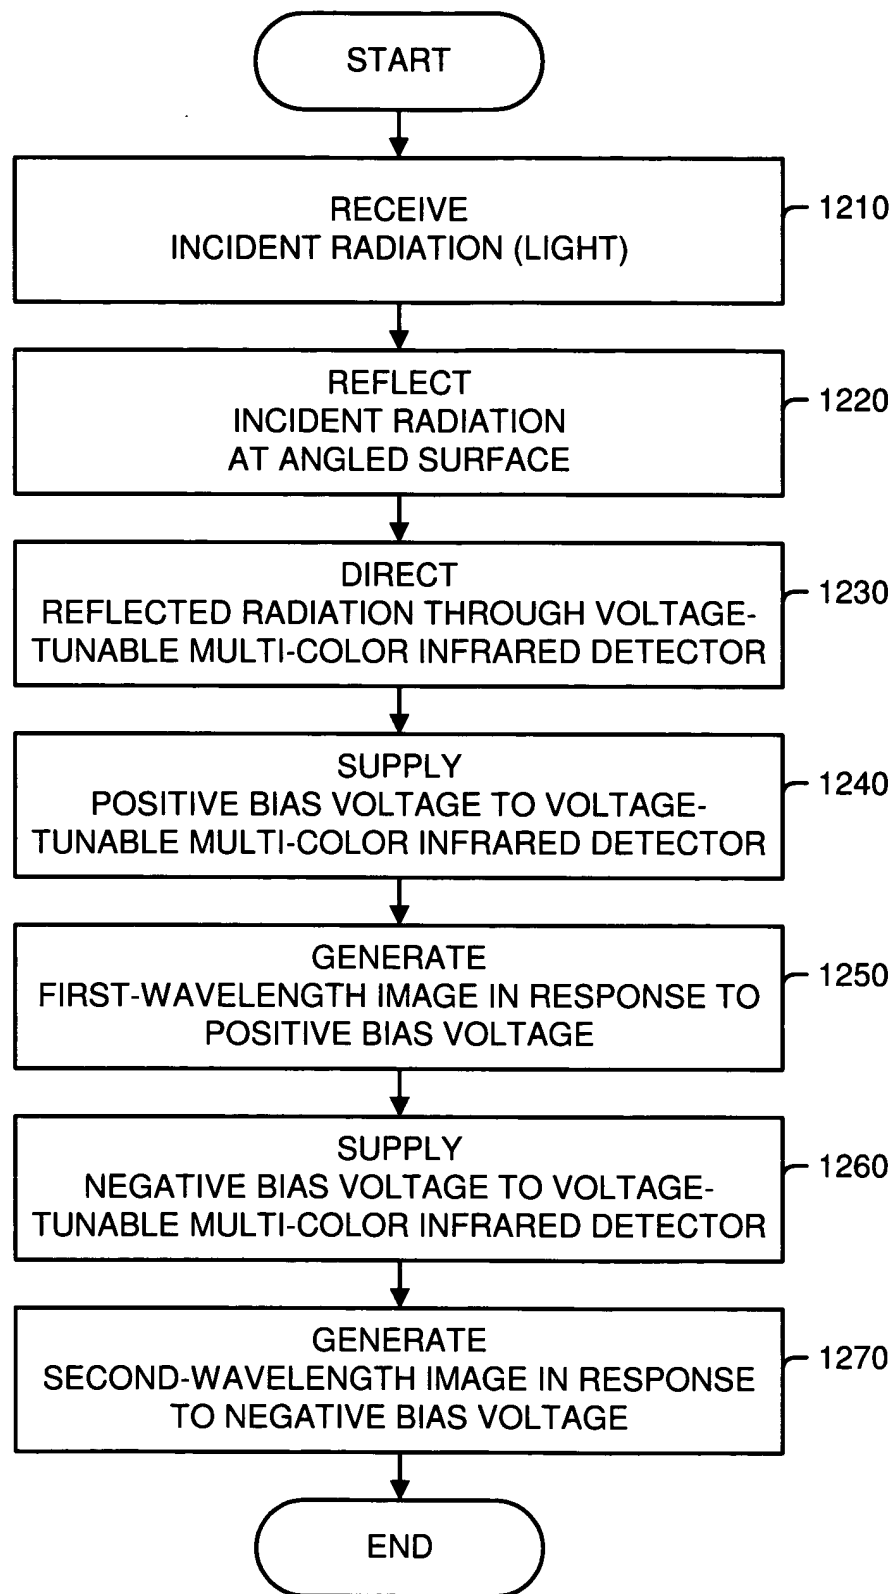 START
RECEIVE
INCIDENT RADIATION (LIGHT)
1210
REFLECT
INCIDENT RADIATION
AT ANGLED SURFACE
1220
DIRECT
REFLECTED RADIATION THROUGH VOLTAGE-
TUNABLE MULTI-COLOR INFRARED DETECTOR
1230
SUPPLY
POSITIVE BIAS VOLTAGE TO VOLTAGE-
TUNABLE MULTI-COLOR INFRARED DETECTOR
1240
GENERATE
FIRST-WAVELENGTH IMAGE IN RESPONSE TO
POSITIVE BIAS VOLTAGE
1250
SUPPLY
NEGATIVE BIAS VOLTAGE TO VOLTAGE-
TUNABLE MULTI-COLOR INFRARED DETECTOR
1260
GENERATE
SECOND-WAVELENGTH IMAGE IN RESPONSE
TO NEGATIVE BIAS VOLTAGE
1270
END